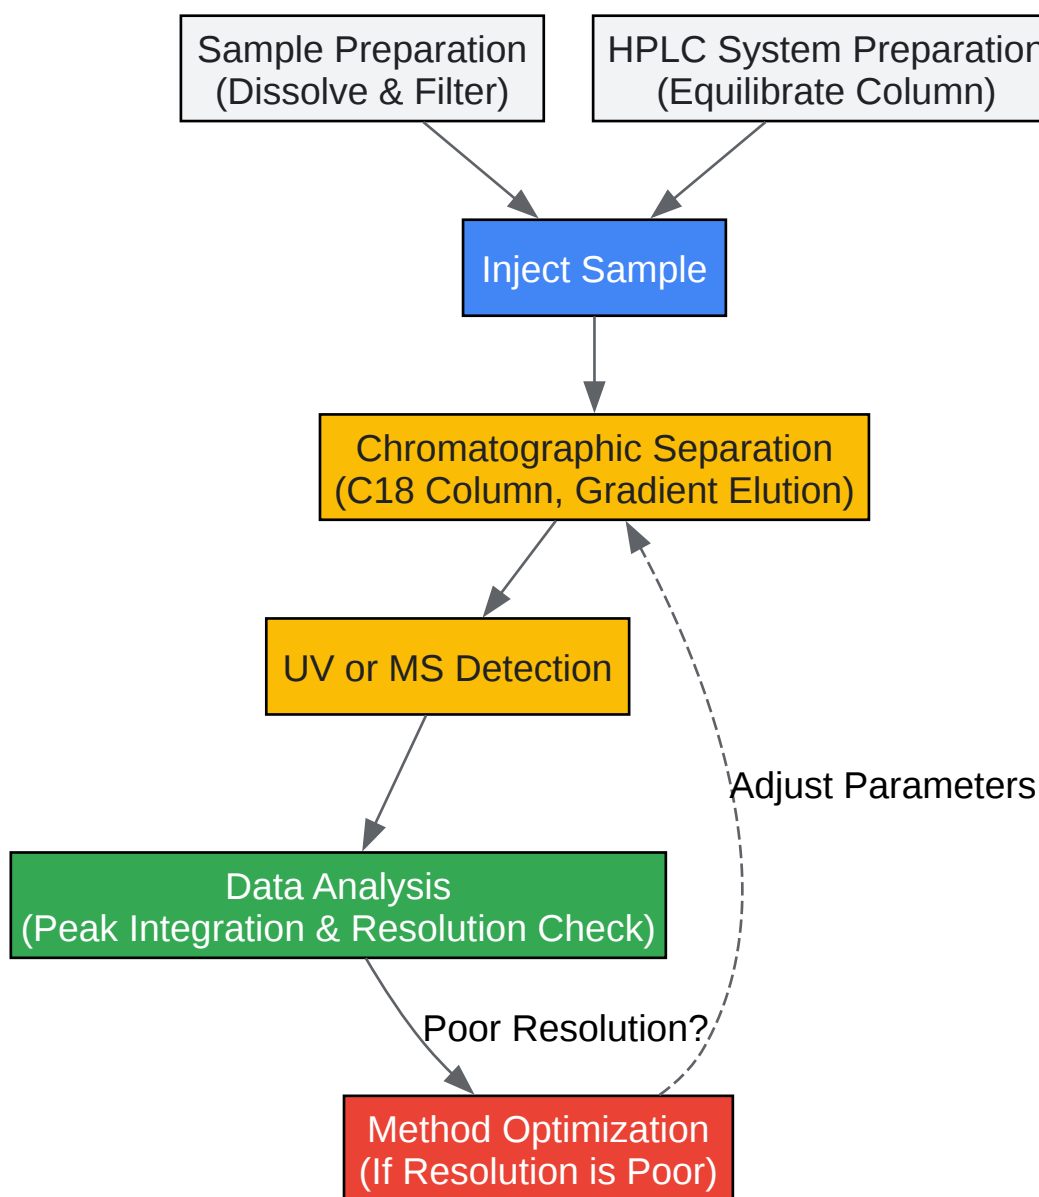 Sample Preparation
(Dissolve & Filter)
HPLC System Preparation
(Equilibrate Column)
Inject Sample
Chromatographic Separation
(C18 Column, Gradient Elution)
UV or MS Detection
Adjust Parameters
Data Analysis
(Peak Integration & Resolution Check)
Poor Resolution?
Method Optimization
(If Resolution is Poor)